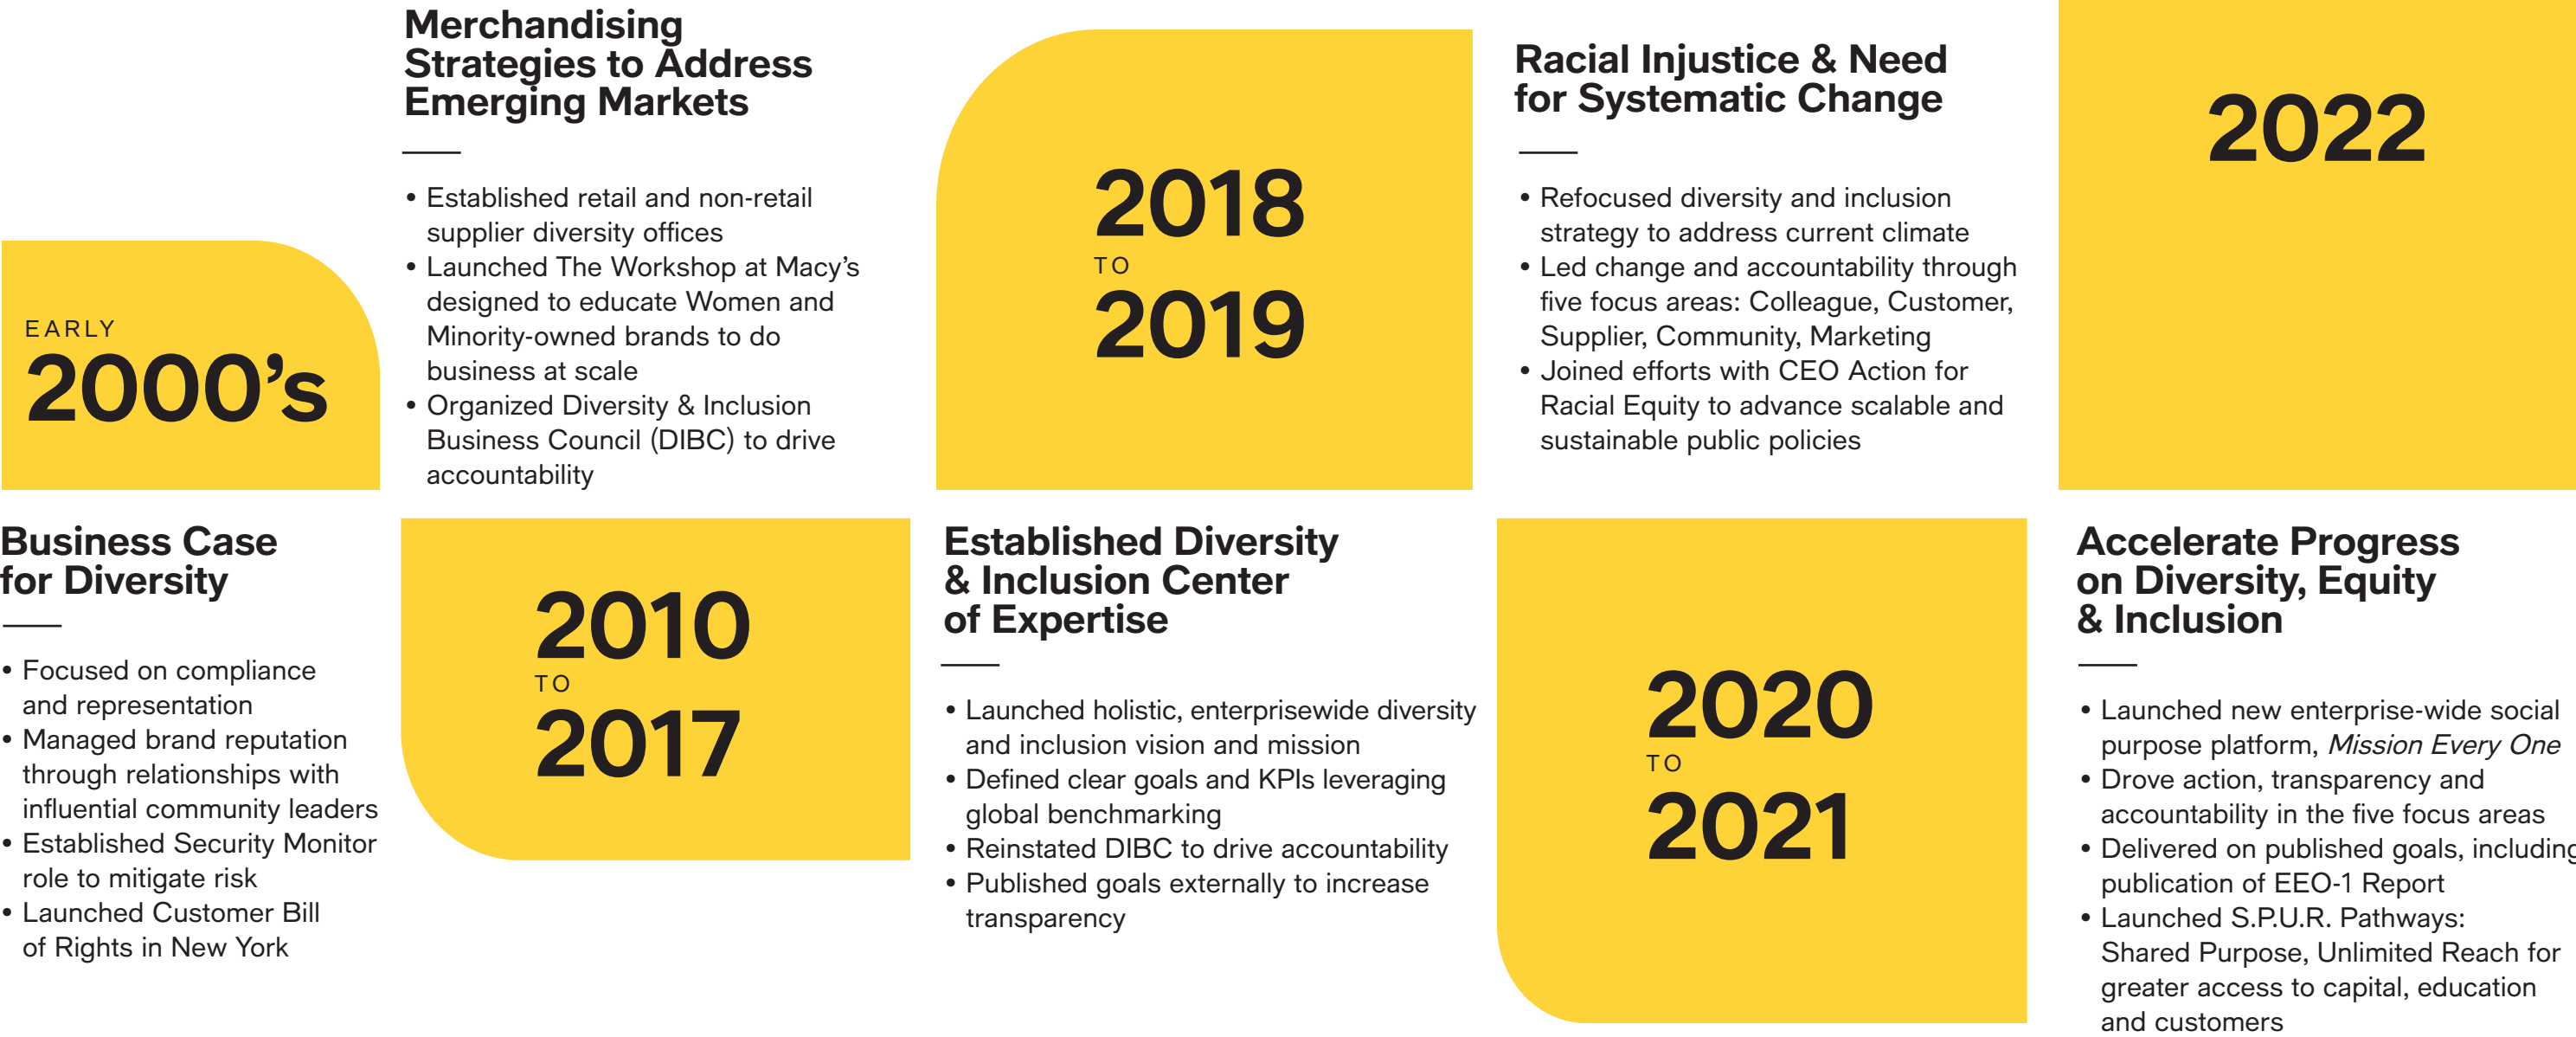 EARLY
2000’s
Business Case
for Diversity
• Focused on compliance
and representation
• Managed brand reputation
through relationships with
influential community leaders
• Established Security Monitor
role to mitigate risk
• Launched Customer Bill
of Rights in New York
2010
TO
2017
Merchandising
Strategies to Address
Emerging Markets
• Established retail and non-retail
supplier diversity offices
• Launched The Workshop at Macy’s
designed to educate Women and
Minority-owned brands to do
business at scale
• Organized Diversity & Inclusion
Business Council (DIBC) to drive
accountability
2018
TO
2019
Established Diversity
& Inclusion Center
of Expertise
• Launched holistic, enterprisewide diversity
and inclusion vision and mission
• Defined clear goals and KPIs leveraging
global benchmarking
• Reinstated DIBC to drive accountability
• Published goals externally to increase
transparency
2020
TO
2021
Racial Injustice & Need
for Systematic Change
• Refocused diversity and inclusion
strategy to address current climate
• Led change and accountability through
five focus areas: Colleague, Customer,
Supplier, Community, Marketing
• Joined efforts with CEO Action for
Racial Equity to advance scalable and
sustainable public policies
2022
Accelerate Progress
on Diversity, Equity
& Inclusion
• Launched new enterprise-wide social
purpose platform, Mission Every One
• Drove action, transparency and
accountability in the five focus areas
• Delivered on published goals, including
publication of EEO-1 Report
• Launched S.P.U.R. Pathways:
Shared Purpose, Unlimited Reach for
greater access to capital, education
and customers